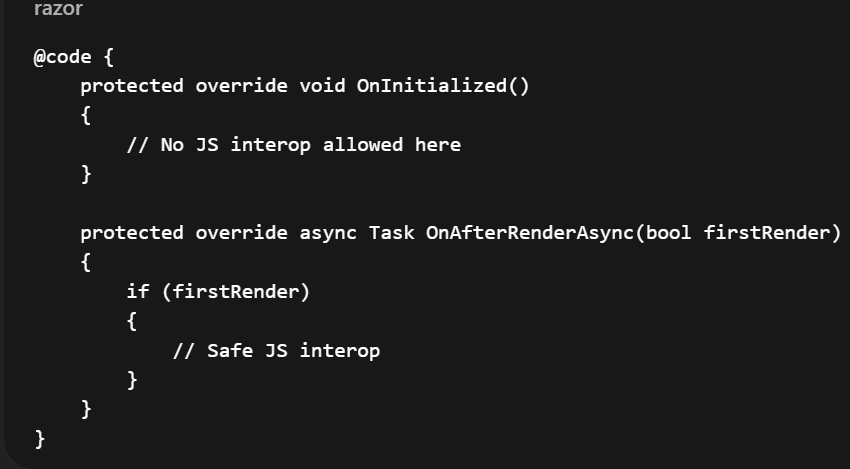 razor
@code {
    protected override void OnInitialized()
    {
        // No JS interop allowed here
    }

    protected override async Task OnAfterRenderAsync(bool firstRender)
    {
        if (firstRender)
        {
            // Safe JS interop
        }
    }
}